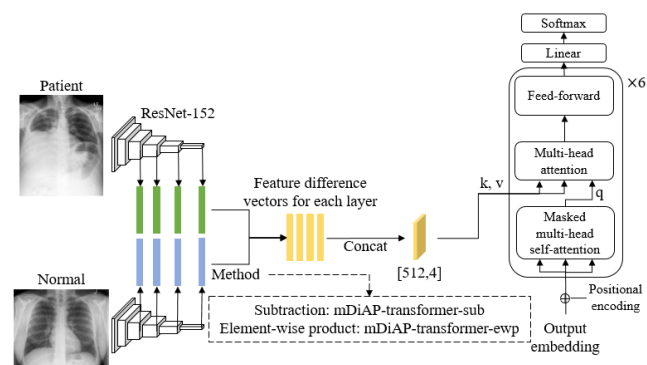 Softmax
Linear
×6
Feed-forward
Multi-head
attention
k, v
q
Masked
multi-head
self-attention
Positional
encoding
Output
embedding
Patient
ResNet-152
Feature difference
vectors for each layer
Concat
[512,4]
Normal
Method
Subtraction: mDiAP-transformer-sub
Element-wise product: mDiAP-transformer-ewp